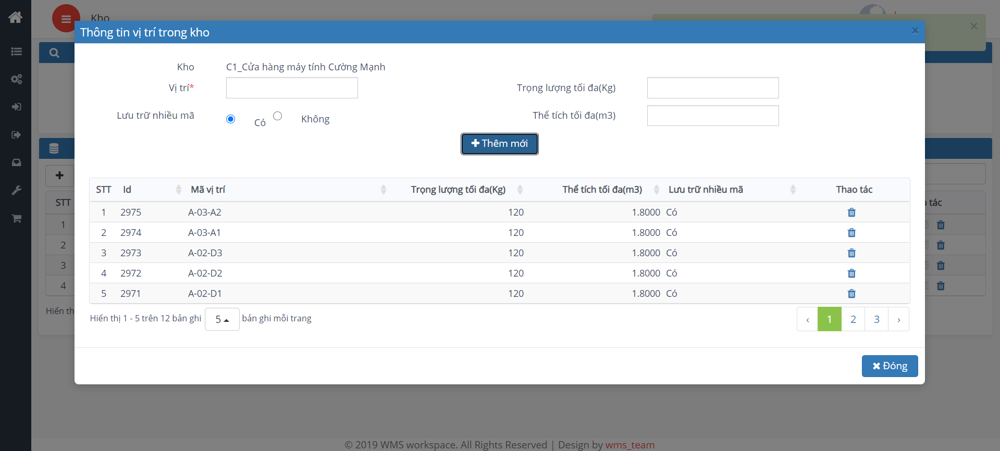 Kho
Thông tin vị trí trong kho
Kho C1_Cửa hàng máy tính Cường Mạnh
Vị trí* Trọng lượng tối đa(Kg)
Lưu trữ nhiều mã Có Không Thể tích tối đa(m3)
Thêm mới
STT Id Mã vị trí Trọng lượng tối đa(Kg) Thể tích tối đa(m3) Lưu trữ nhiều mã Thao tác
1 2975 A-03-A2 120 1.8000 Có
2 2974 A-03-A1 120 1.8000 Có
3 2973 A-02-D3 120 1.8000 Có
4 2972 A-02-D2 120 1.8000 Có
5 2971 A-02-D1 120 1.8000 Có
Hiển thị 1 - 5 trên 12 bản ghi 5 bản ghi mỗi trang
‹ 1 2 3 ›
Đóng
STT tác
1
2
3
4
Hiển
© 2019 WMS workspace. All Rights Reserved | Design by wms_team